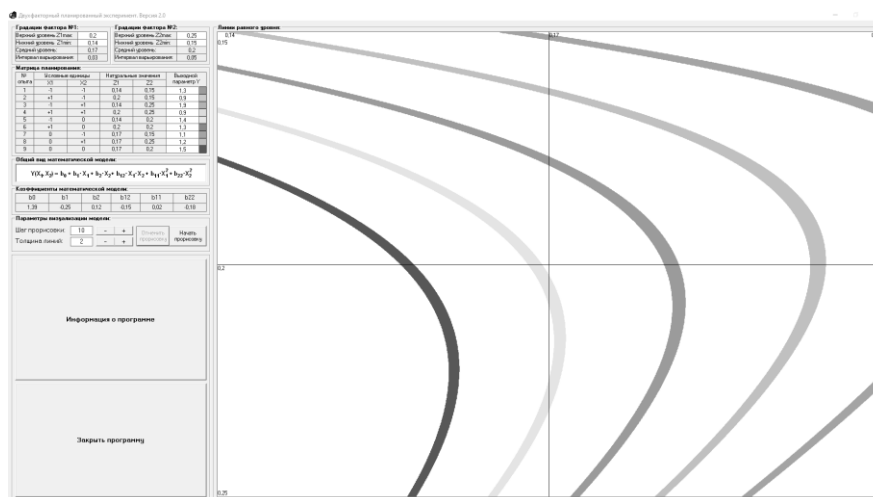 Двухфакторный планированный эксперимент. Версия 2.0
Градации фактора №1:
Верхний уровень Z1max: 0,2
Нижний уровень Z1min: 0,14
Средний уровень: 0,17
Интервал варьирования: 0,03
Градации фактора №2:
Верхний уровень Z2max: 0,25
Нижний уровень Z2min: 0,15
Средний уровень: 0,2
Интервал варьирования: 0,05
Матрица планирования:
№ опыта Условные единицы Натуральные значения Выходной параметр Y
X1 X2 Z1 Z2
1 -1 -1 0,14 0,15 1,3
2 +1 -1 0,2 0,15 0,9
3 -1 +1 0,14 0,25 1,9
4 +1 +1 0,2 0,25 0,9
5 -1 0 0,14 0,2 1,4
6 +1 0 0,2 0,2 1,3
7 0 -1 0,17 0,15 1,1
8 0 +1 0,17 0,25 1,2
9 0 0 0,17 0,2 1,5
Общий вид математической модели:
Y(X₁, X₂) = b₀ + b₁· X₁ + b₂· X₂ + b₁₂· X₁· X₂ + b₁₁· X₁² + b₂₂· X₂²
Коэффициенты математической модели:
b0 b1 b2 b12 b11 b22
1,39 -0,25 0,12 -0,15 0,02 -0,18
Параметры визуализации модели:
Шаг прорисовки: 10 - + Отменить прорисовку Начать прорисовку
Толщина линий: 2 - +
Информация о программе
Закрыть программу
Линии равного уровня:
0,14 0,17
0,15
0,2
0,25